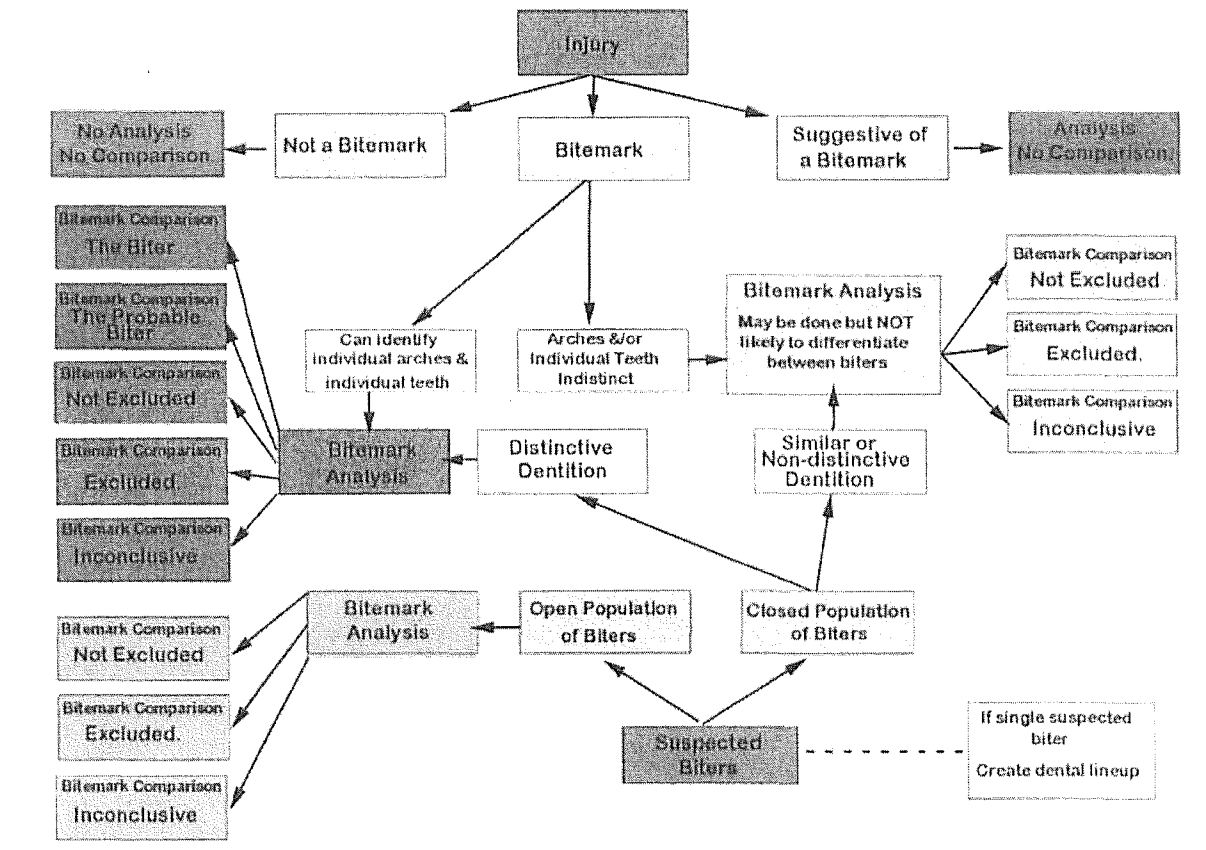 Injury
No Analysis
No Comparison
Not a Bitemark
Bitemark
Suggestive of
a Bitemark
Analysis
No Comparison.
Bitemark Comparison
The Biter
Bitemark Comparison
The Probable
Biter
Bitemark Comparison
Not Excluded
Bitemark Comparison
Excluded
Bitemark Comparison
Inconclusive
Can identify
individual arches &
individual teeth
Arches &/or
Individual Teeth
Indistinct
Bitemark Analysis
May be done but NOT
likely to differentiate
between biters
Bitemark Comparison
Not Excluded
Bitemark Comparison
Excluded.
Bitemark Comparison
Inconclusive
Bitemark
Analysis
Distinctive
Dentition
Similar or
Non-distinctive
Dentition
Bitemark Comparison
Not Excluded
Bitemark Comparison
Excluded.
Bitemark Comparison
Inconclusive
Bitemark
Analysis
Open Population
of Biters
Closed Population
of Biters
Suspected
Biters
If single suspected
biter
Create dental lineup